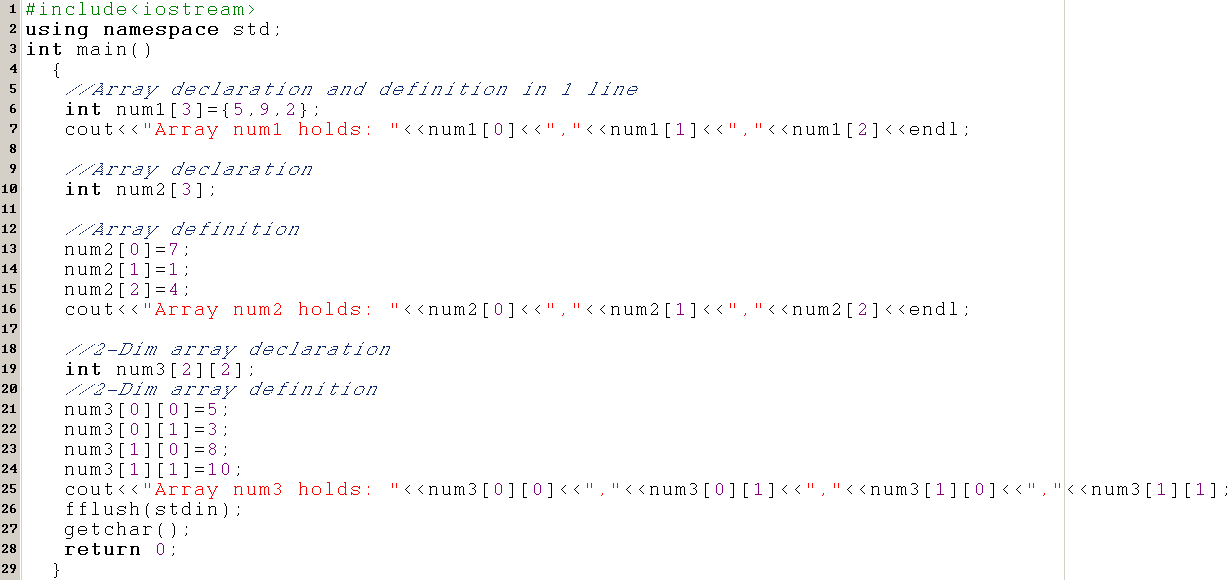 1 #include<iostream>
2 using namespace std;
3 int main()
4 {
5 //Array declaration and definition in 1 line
6 int num1[3]={5,9,2};
7 cout<<"Array num1 holds: "<<num1[0]<<","<<num1[1]<<","<<num1[2]<<endl;
8
9 //Array declaration
10 int num2[3];
11
12 //Array definition
13 num2[0]=7;
14 num2[1]=1;
15 num2[2]=4;
16 cout<<"Array num2 holds: "<<num2[0]<<","<<num2[1]<<","<<num2[2]<<endl;
17
18 //2-Dim array declaration
19 int num3[2][2];
20 //2-Dim array definition
21 num3[0][0]=5;
22 num3[0][1]=3;
23 num3[1][0]=8;
24 num3[1][1]=10;
25 cout<<"Array num3 holds: "<<num3[0][0]<<","<<num3[0][1]<<","<<num3[1][0]<<","<<num3[1][1];
26 fflush(stdin);
27 getchar();
28 return 0;
29 }